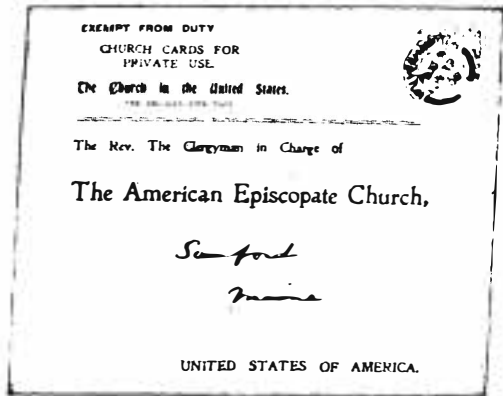 EXEMPT FROM DUTY
CHURCH CARDS FOR
PRIVATE USE.
The Church in the United States.
The Rev. The Clergyman in Charge of
The American Episcopate Church,
Sanford
Maine
UNITED STATES OF AMERICA.